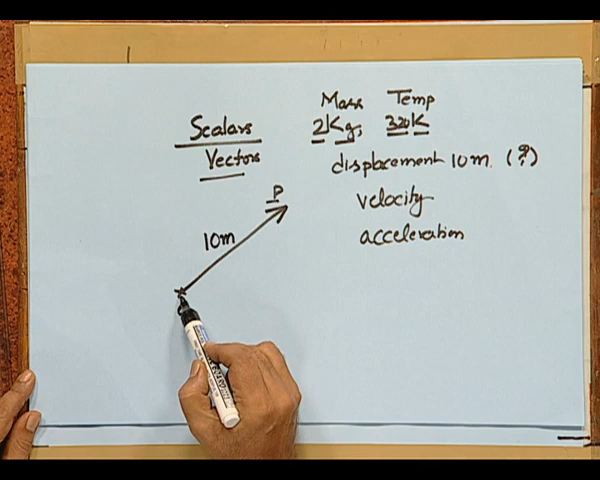 Mass Temp
Scalars 2Kg, 320K
Vectors displacement 10m. (?)
P velocity
10m acceleration